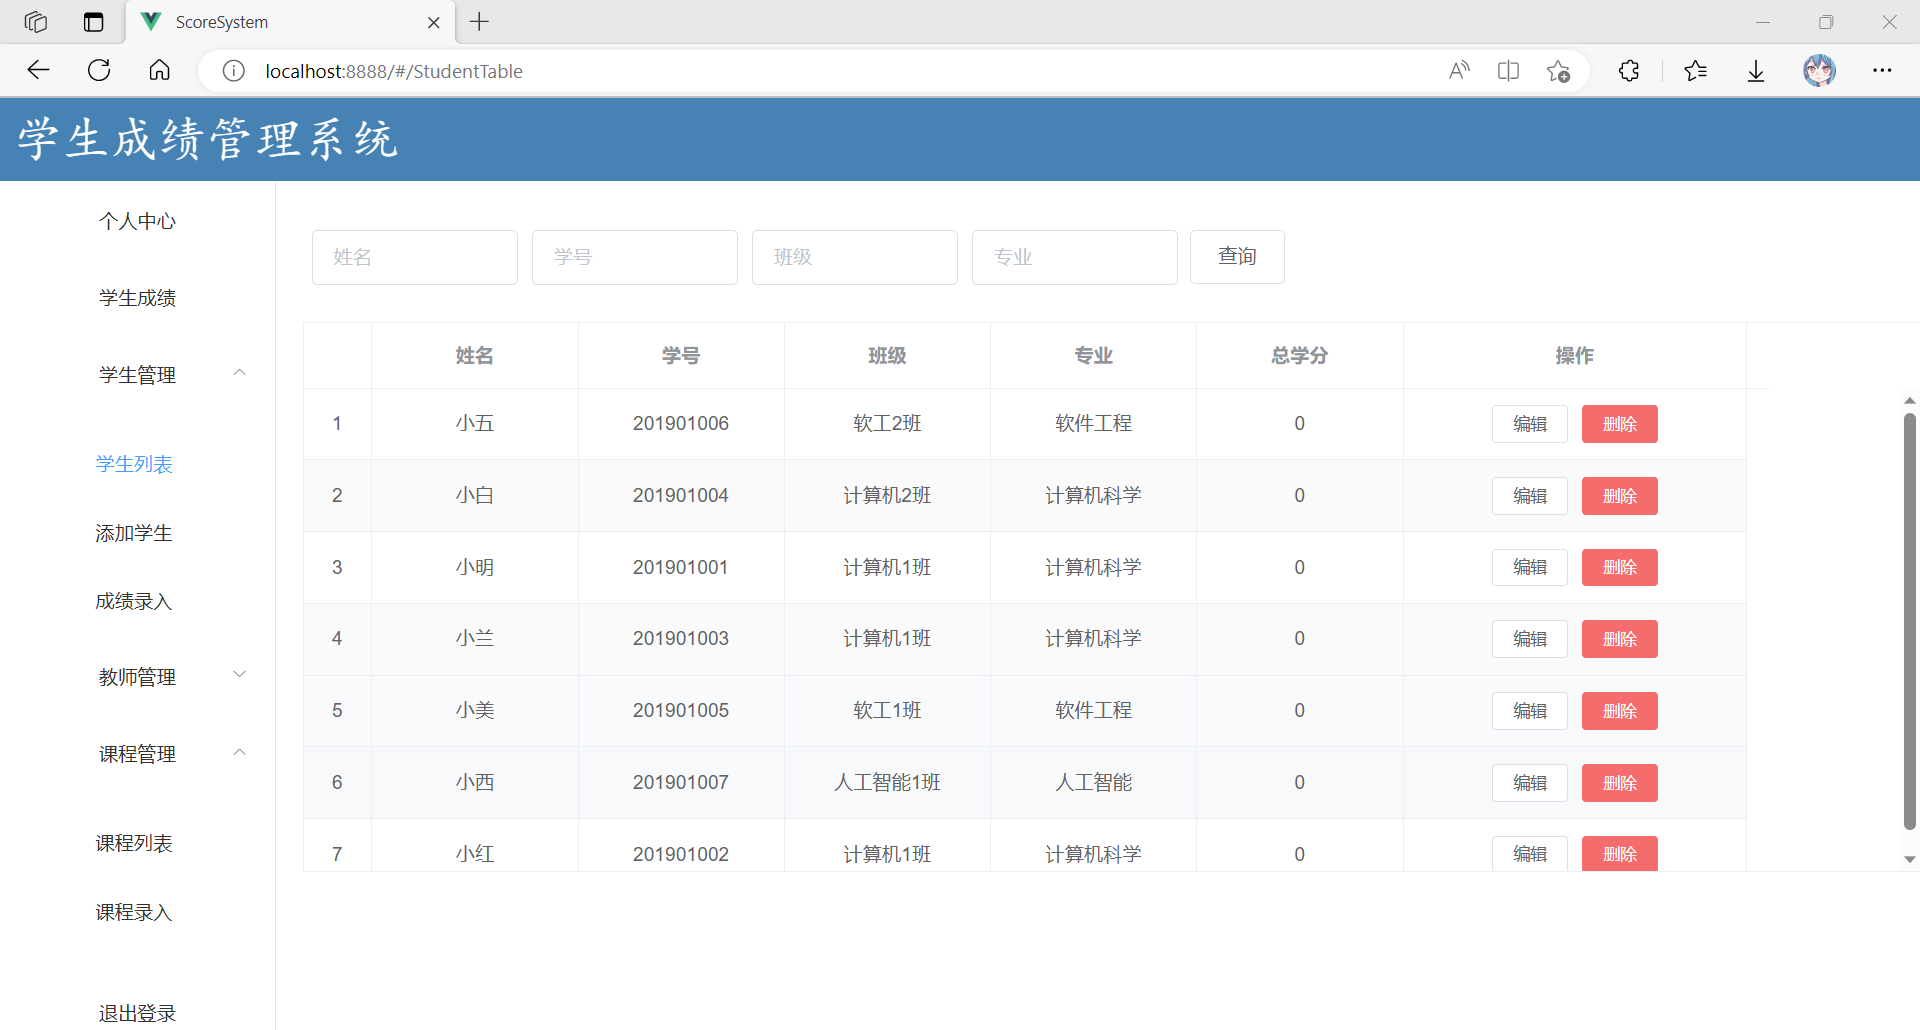 ScoreSystem
localhost:8888/#/StudentTable
学生成绩管理系统
个人中心
学生成绩
学生管理
学生列表
添加学生
成绩录入
教师管理
课程管理
课程列表
课程录入
退出登录
姓名 学号 班级 专业 查询
姓名 学号 班级 专业 总学分 操作
1 小五 201901006 软工2班 软件工程 0 编辑 删除
2 小白 201901004 计算机2班 计算机科学 0 编辑 删除
3 小明 201901001 计算机1班 计算机科学 0 编辑 删除
4 小兰 201901003 计算机1班 计算机科学 0 编辑 删除
5 小美 201901005 软工1班 软件工程 0 编辑 删除
6 小西 201901007 人工智能1班 人工智能 0 编辑 删除
7 小红 201901002 计算机1班 计算机科学 0 编辑 删除